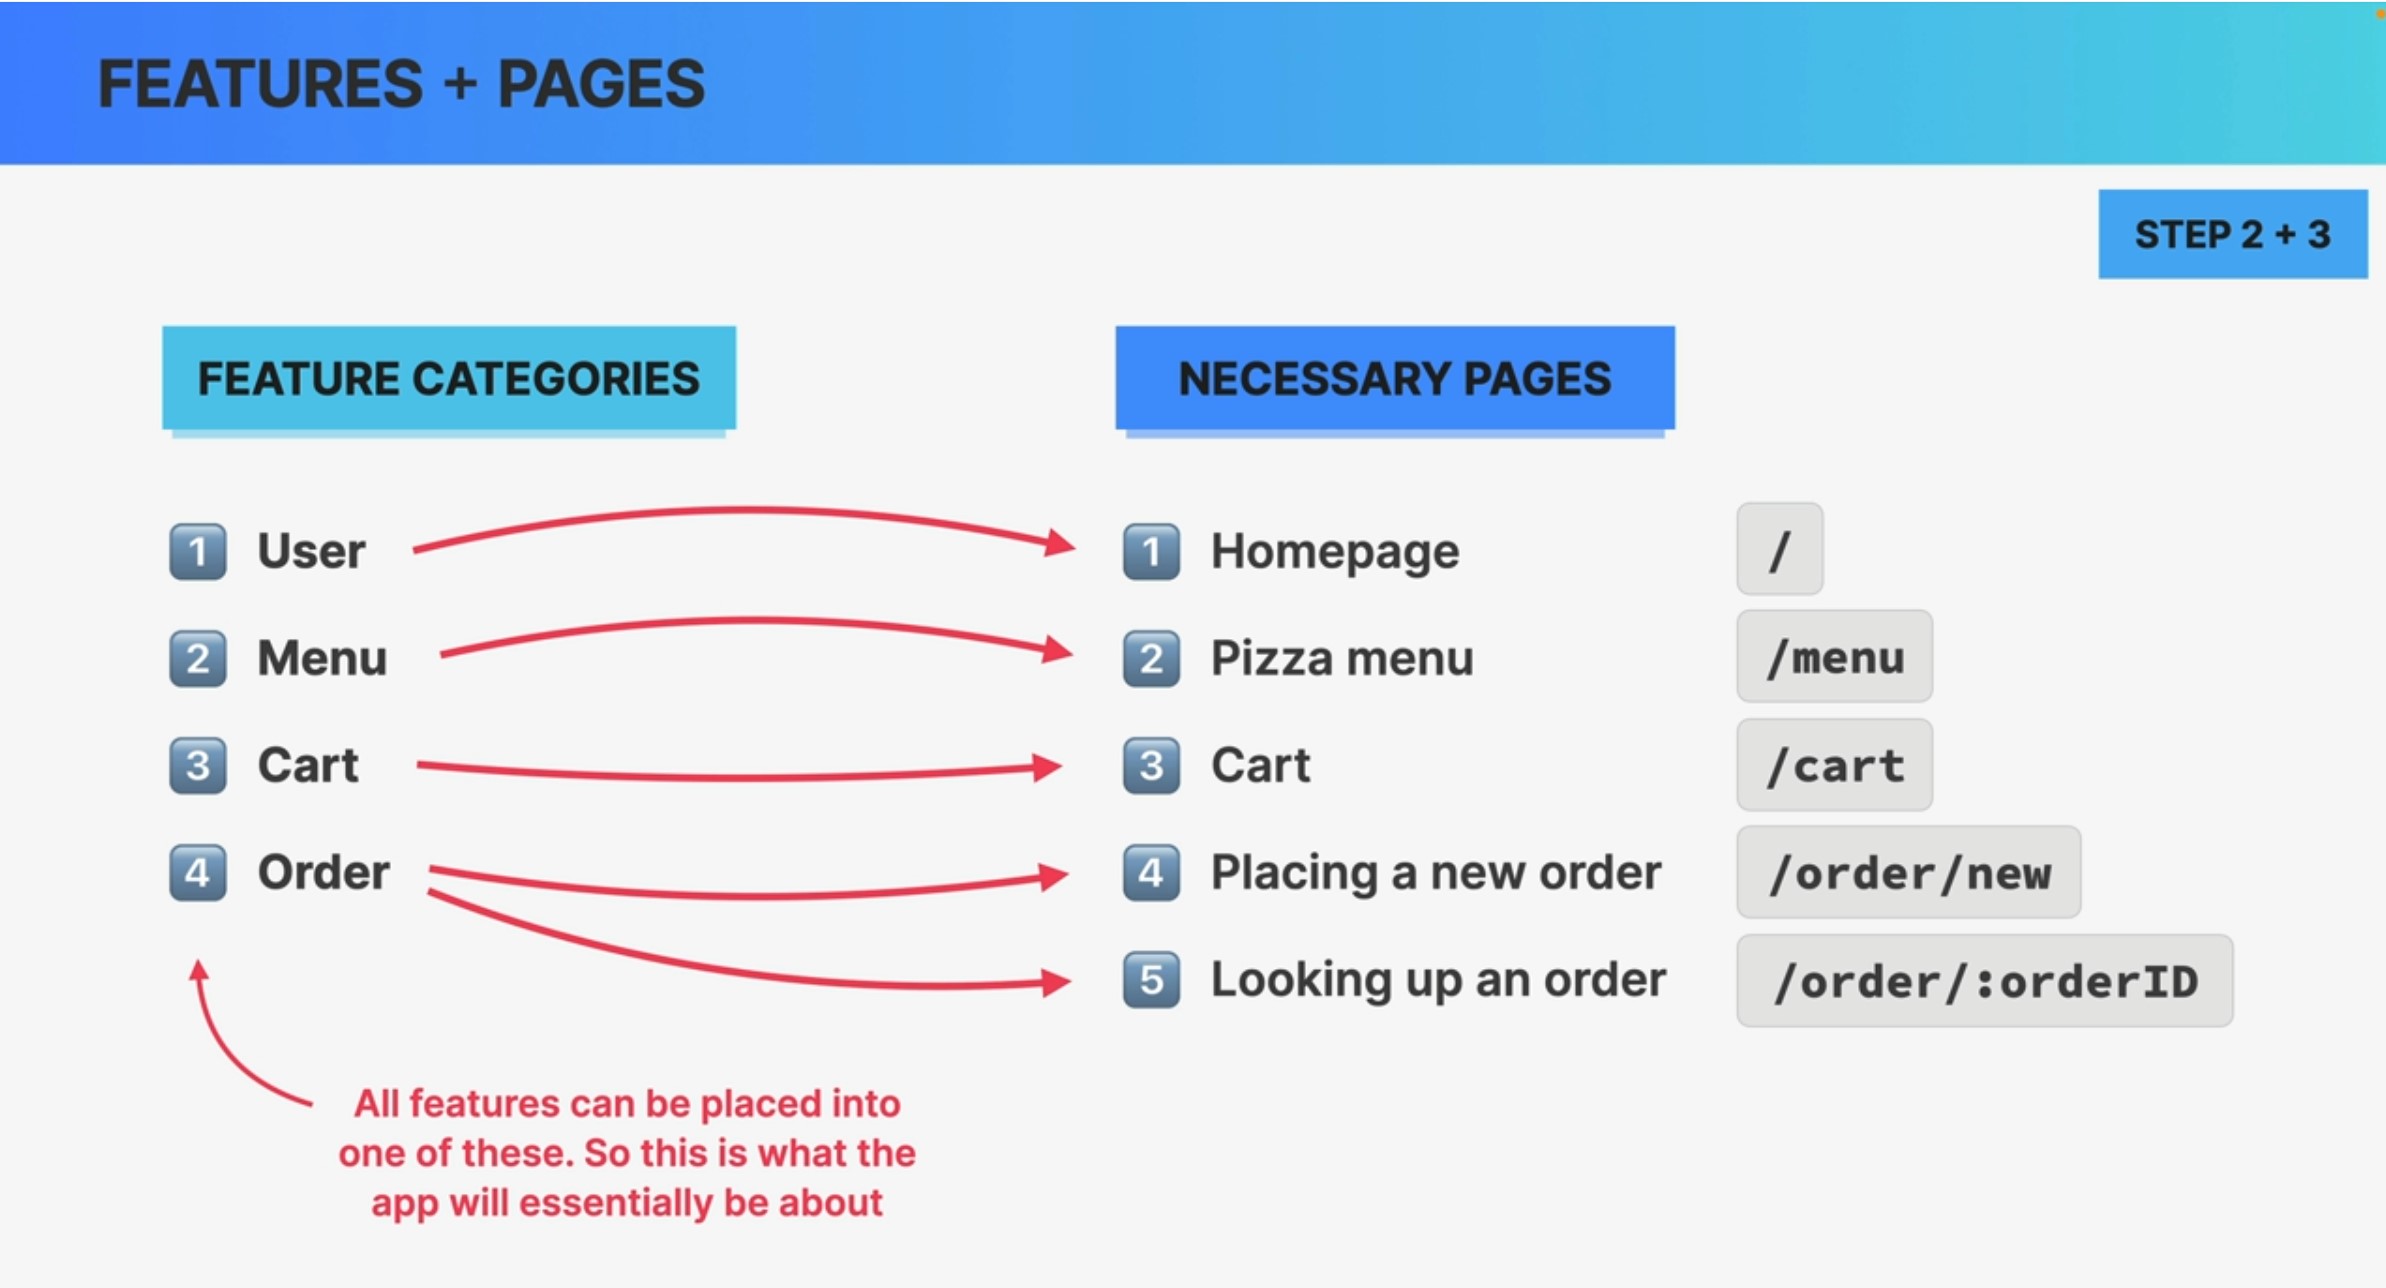 FEATURES + PAGES
STEP 2 + 3
FEATURE CATEGORIES
1 User
2 Menu
3 Cart
4 Order
All features can be placed into
one of these. So this is what the
app will essentially be about
NECESSARY PAGES
1 Homepage /
2 Pizza menu /menu
3 Cart /cart
4 Placing a new order /order/new
5 Looking up an order /order/:orderID